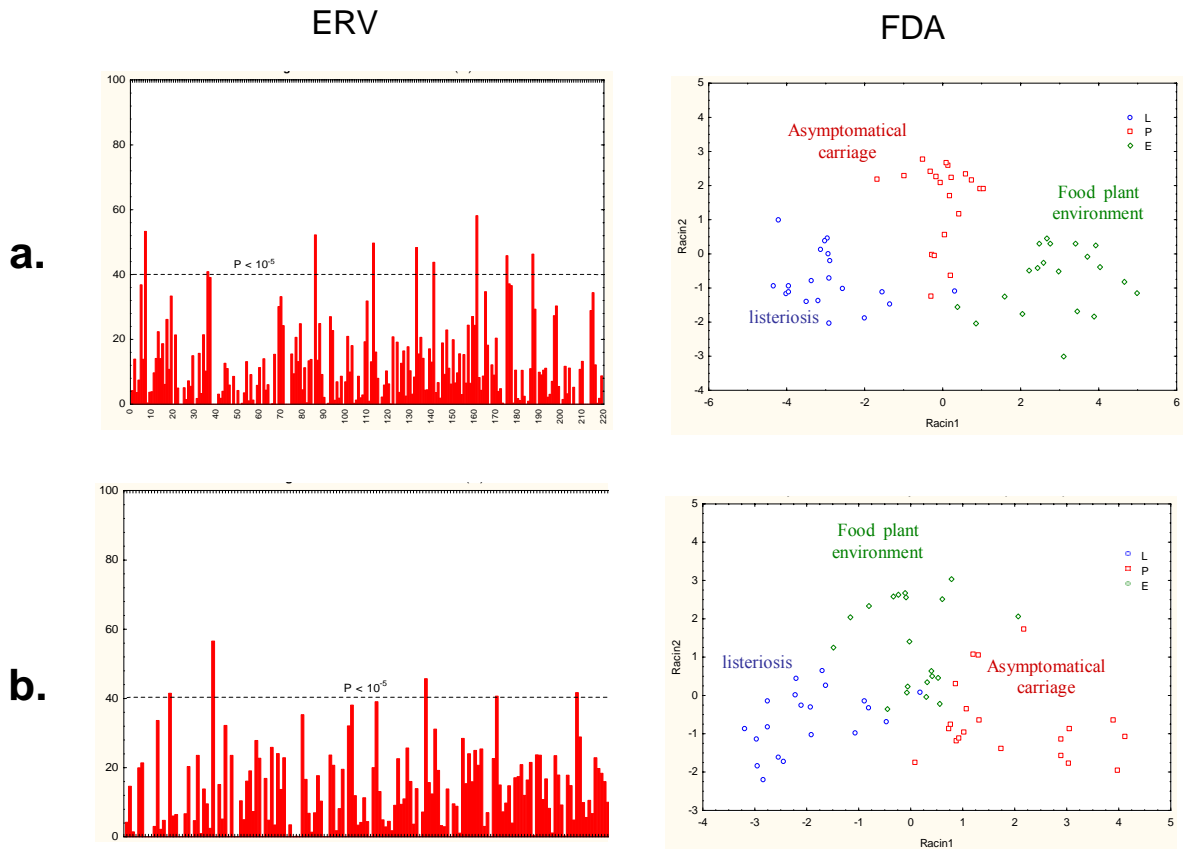 ERV
FDA
a.
100
80
60
40
20
0
P < 10-5
0 10 20 30 40 50 60 70 80 90 100 110 120 130 140 150 160 170 180 190 200 210 220
5
4
3
2
1
0
-1
-2
-3
-4
-6 -4 -2 0 2 4 6
Racin2
Racin1
Asymptomatical
carriage
Food plant
environment
listeriosis
L
P
E
b.
100
80
60
40
20
0
P < 10-5
5
4
3
2
1
0
-1
-2
-3
-4 -3 -2 -1 0 1 2 3 4 5
Racin2
Racin1
Food plant
environment
listeriosis
Asymptomatical
carriage
L
P
E